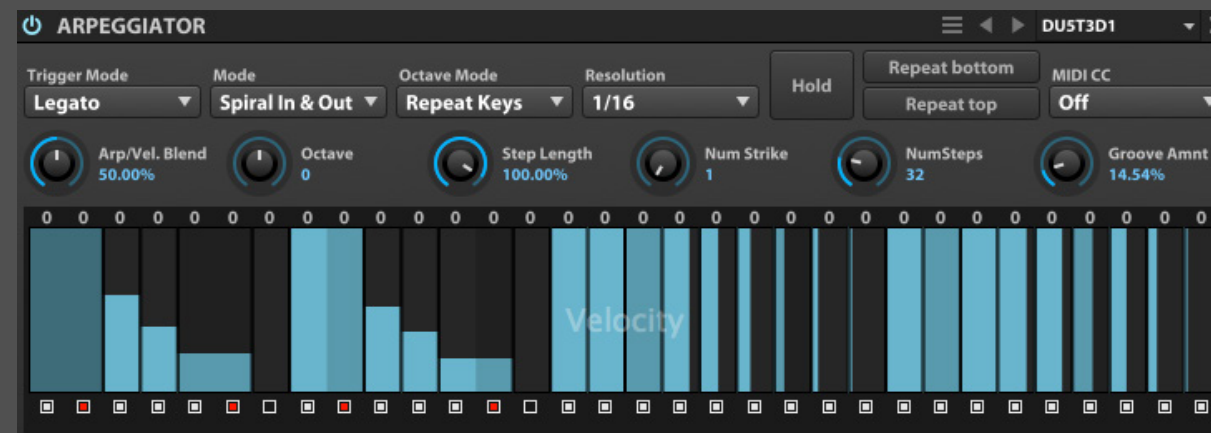 ARPEGGIATOR
DU5T3D1
Trigger Mode Mode Octave Mode Resolution Hold Repeat bottom MIDI CC
Legato Spiral In & Out Repeat Keys 1/16 Repeat top Off
Arp/Vel. Blend Octave Step Length Num Strike NumSteps Groove Amnt
50.00% 0 100.00% 1 32 14.54%
0 0 0 0 0 0 0 0 0 0 0 0 0 0 0 0 0 0 0 0 0 0 0 0 0 0 0 0 0 0 0 0
Velocity